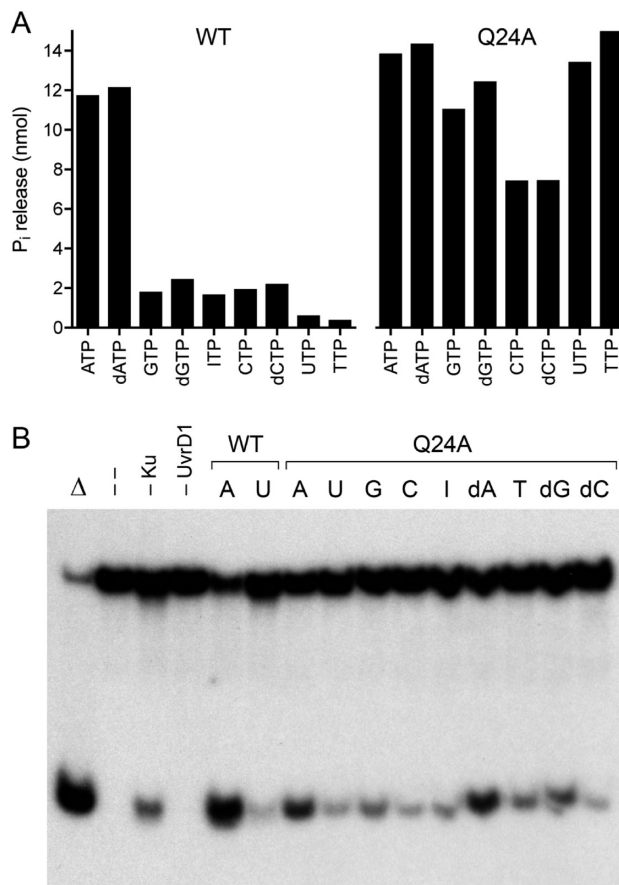 A
WT
Q24A
Pi release (nmol)
14
12
10
8
6
4
2
0
ATP
dATP
GTP
dGTP
ITP
CTP
dCTP
UTP
TTP
ATP
dATP
GTP
dGTP
CTP
dCTP
UTP
TTP
B
WT
Q24A
Δ
– –
– Ku
– UvrD1
A U A U G C I dA T dG dC